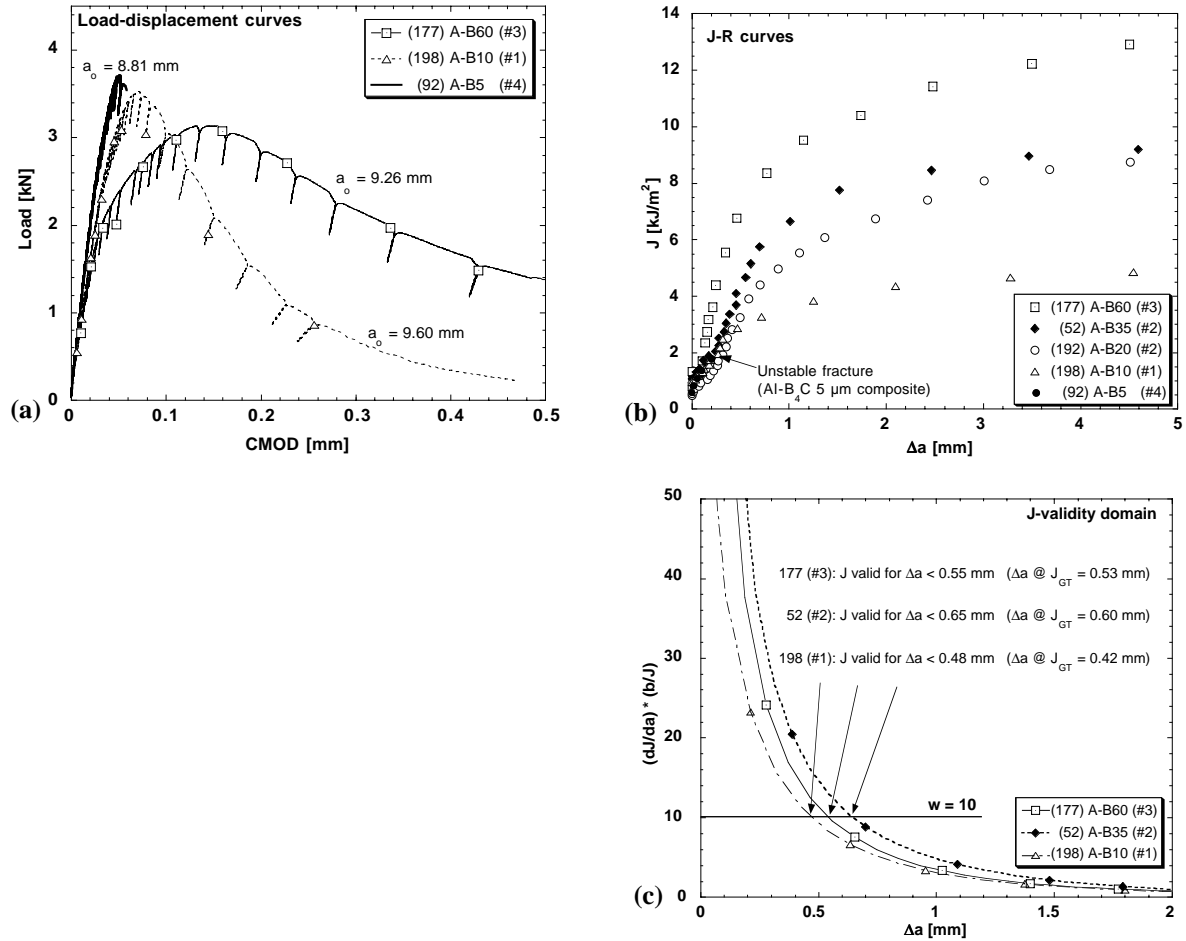 Load-displacement curves
(177) A-B60 (#3)
(198) A-B10 (#1)
(92) A-B5 (#4)
a o = 8.81 mm
a o = 9.26 mm
a o = 9.60 mm
Load [kN]
4
3
2
1
0
0 0.1 0.2 0.3 0.4 0.5
CMOD [mm]
(a)
J-R curves
J [kJ/m²]
14
12
10
8
6
4
2
0
Unstable fracture
(Al-B4C 5 µm composite)
(177) A-B60 (#3)
(52) A-B35 (#2)
(192) A-B20 (#2)
(198) A-B10 (#1)
(92) A-B5 (#4)
0 1 2 3 4 5
Δa [mm]
(b)
J-validity domain
(dJ/da) * (b/J)
50
40
30
20
10
0
177 (#3): J valid for Δa < 0.55 mm (Δa @ JGT = 0.53 mm)
52 (#2): J valid for Δa < 0.65 mm (Δa @ JGT = 0.60 mm)
198 (#1): J valid for Δa < 0.48 mm (Δa @ JGT = 0.42 mm)
w = 10
(177) A-B60 (#3)
(52) A-B35 (#2)
(198) A-B10 (#1)
0 0.5 1 1.5 2
Δa [mm]
(c)